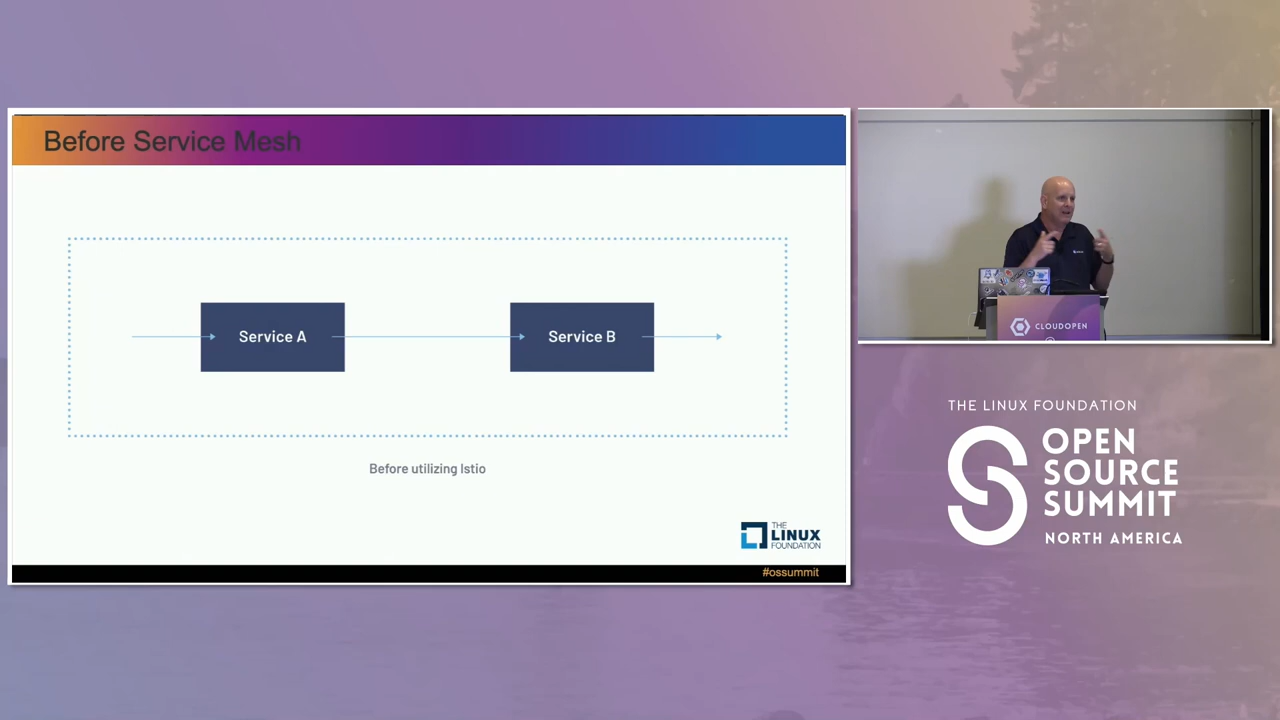 Before Service Mesh
Service A
Service B
Before utilizing Istio
THE
LINUX
FOUNDATION
#ossummit
CLOUDOPEN
THE LINUX FOUNDATION
OPEN
SOURCE
SUMMIT
NORTH AMERICA